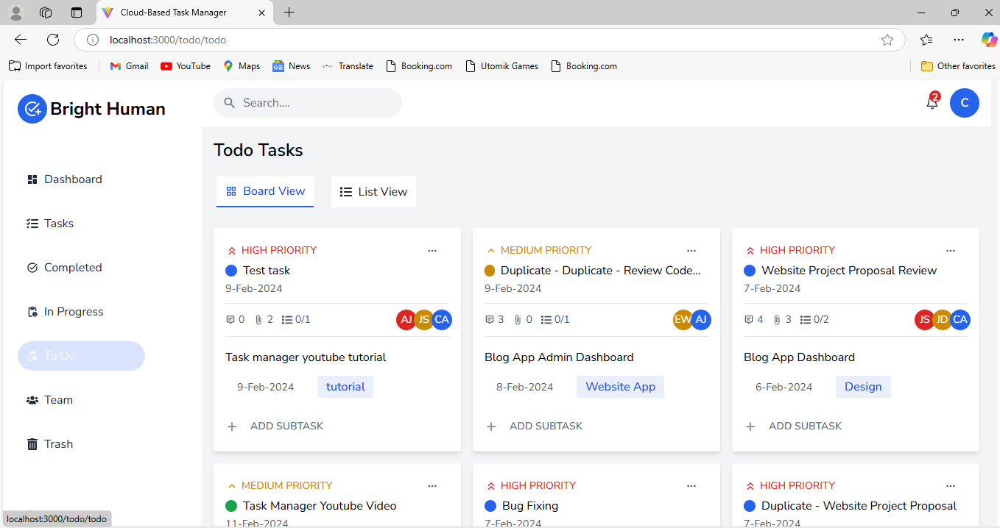 Cloud-Based Task Manager
localhost:3000/todo/todo
Import favorites Gmail YouTube Maps News Translate Booking.com Utomik Games Booking.com Other favorites
Bright Human
Search....
2
C
Todo Tasks
Board View List View
Dashboard
Tasks
Completed
In Progress
To Do
Team
Trash
HIGH PRIORITY
Test task
9-Feb-2024
0 2 0/1 AJ JS CA
Task manager youtube tutorial
9-Feb-2024 tutorial
+ ADD SUBTASK
MEDIUM PRIORITY
Duplicate - Duplicate - Review Code...
9-Feb-2024
3 0 0/1 EW AJ
Blog App Admin Dashboard
8-Feb-2024 Website App
+ ADD SUBTASK
HIGH PRIORITY
Website Project Proposal Review
7-Feb-2024
4 3 0/2 JS JD CA
Blog App Dashboard
6-Feb-2024 Design
+ ADD SUBTASK
MEDIUM PRIORITY
Task Manager Youtube Video
11-Feb-2024
HIGH PRIORITY
Bug Fixing
7-Feb-2024
HIGH PRIORITY
Duplicate - Website Project Proposal
7-Feb-2024
localhost:3000/todo/todo